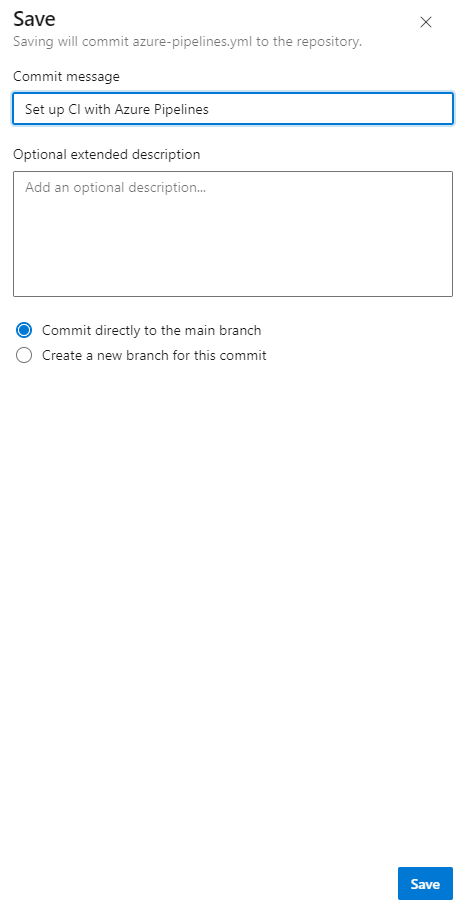 Save
Saving will commit azure-pipelines.yml to the repository.
Commit message
Set up CI with Azure Pipelines
Optional extended description
Add an optional description...
Commit directly to the main branch
Create a new branch for this commit
Save